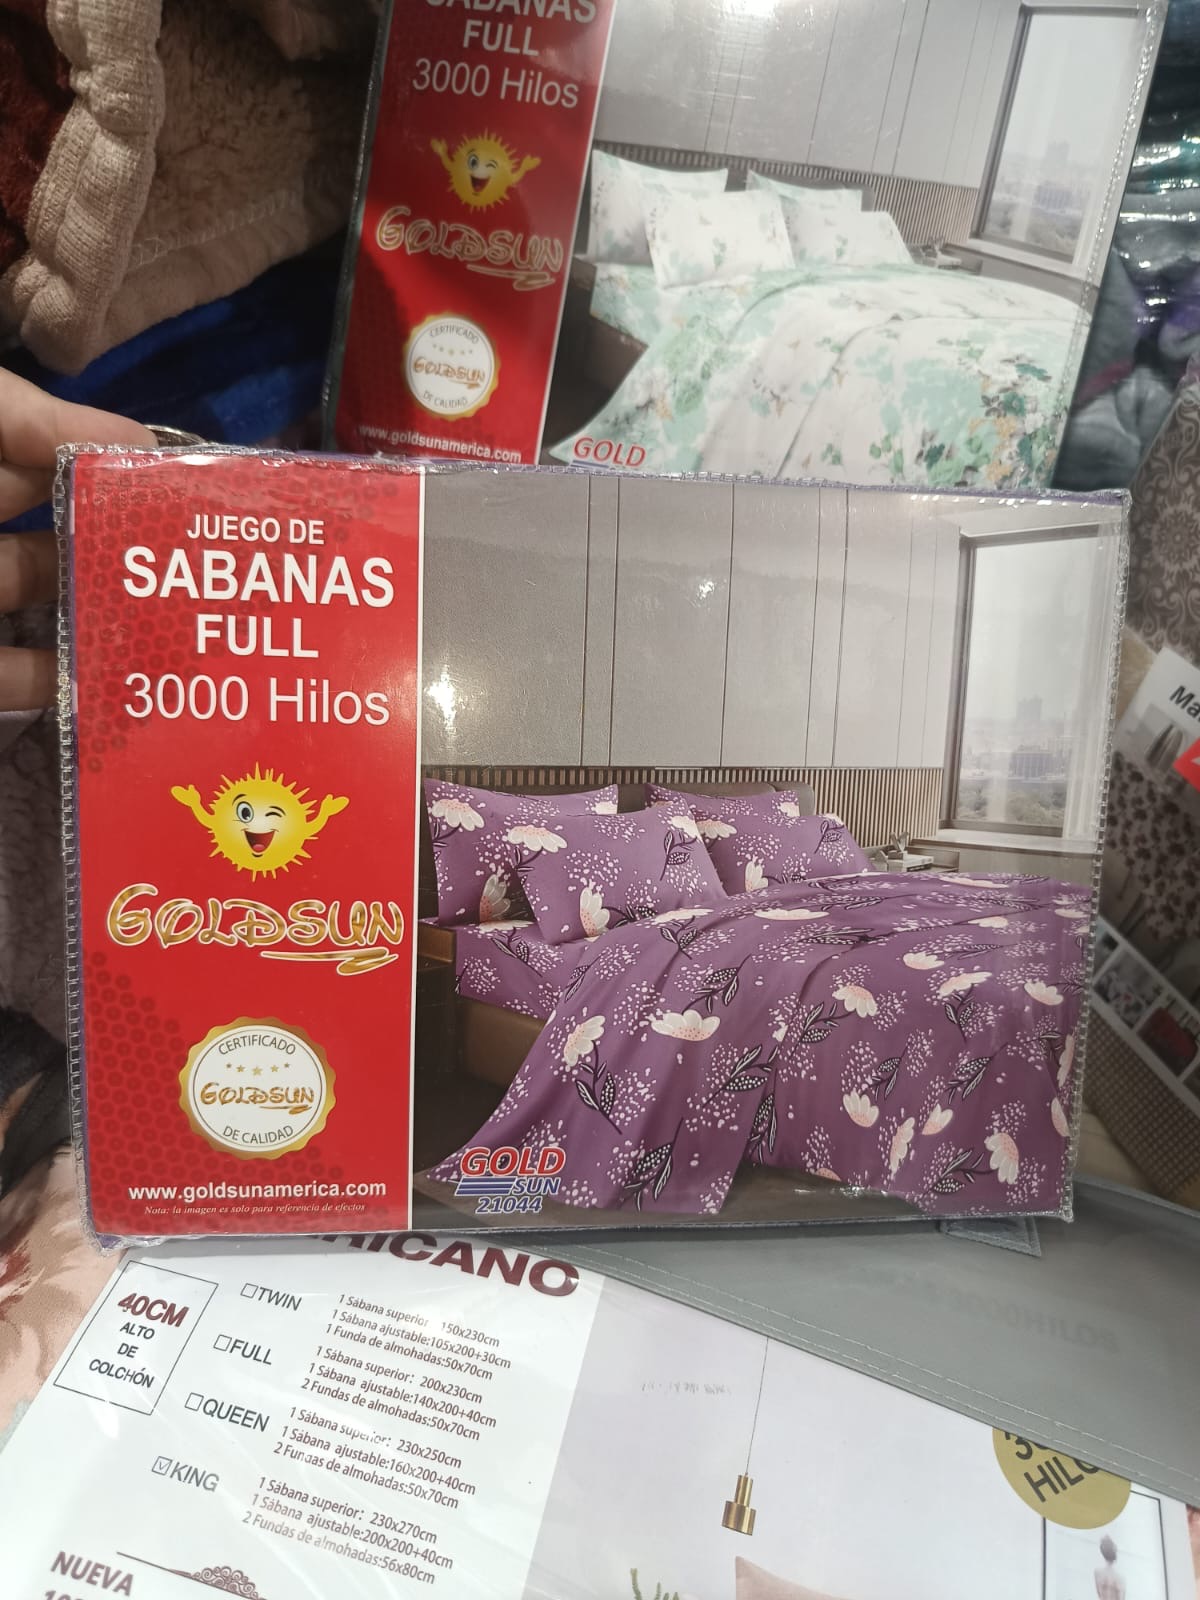 SABANAS
FULL
3000 Hilos
GOLDSUN
CERTIFICADO
GOLDSUN
DE CALIDAD
www.goldsunamerica.com
GOLD
JUEGO DE
SABANAS
FULL
3000 Hilos
GOLDSUN
CERTIFICADO
GOLDSUN
DE CALIDAD
www.goldsunamerica.com
Nota: la imagen es solo para referencia de efectos
GOLD
SUN
21044
Ma
40CM
ALTO
DE
COLCHÓN
TWIN
1 Sábana superior: 150x230cm
1 Sábana ajustable:105x200+30cm
1 Funda de almohadas:50x70cm
FULL
1 Sábana superior: 200x230cm
1 Sábana ajustable:140x200+40cm
2 Fundas de almohadas:50x70cm
QUEEN
1 Sábana superior: 230x250cm
1 Sábana ajustable:160x200+40cm
2 Fundas de almohadas:50x70cm
KING
1 Sábana superior: 230x270cm
1 Sábana ajustable:200x200+40cm
2 Fundas de almohadas:56x80cm
NUEVA
HILO